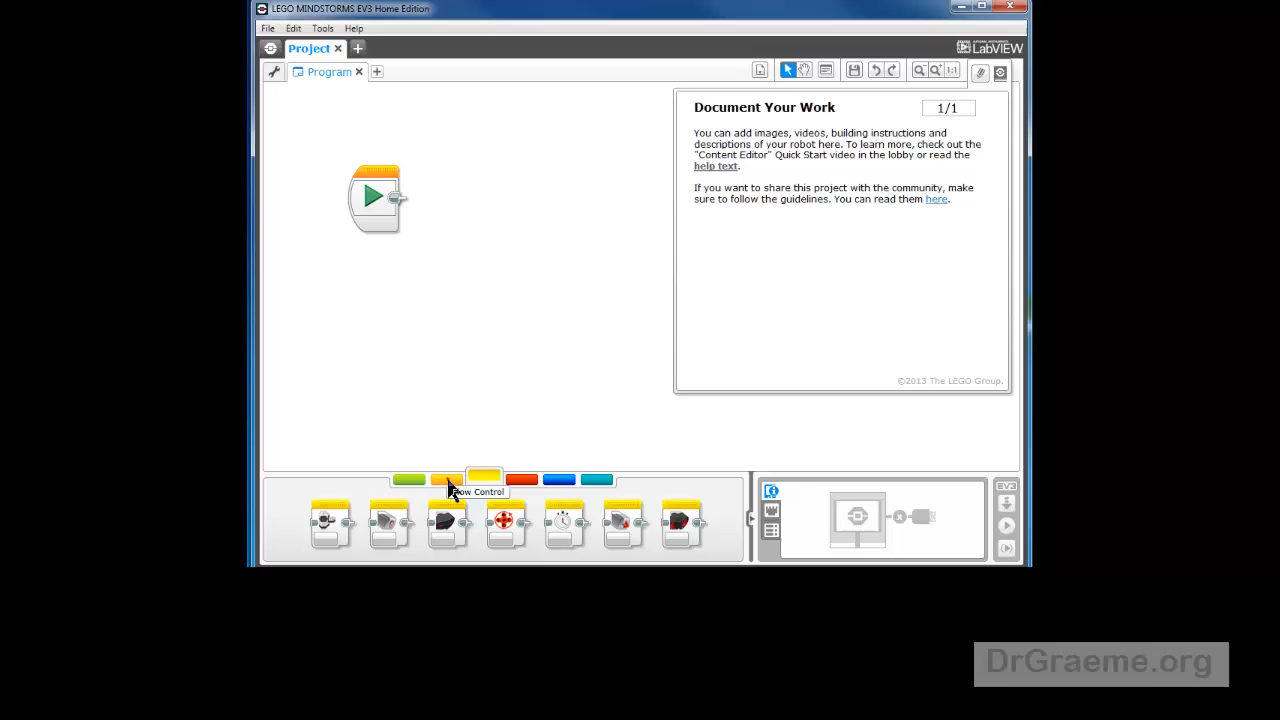 LEGO MINDSTORMS EV3 Home Edition
File Edit Tools Help
Project
LabVIEW
Program
1:1
Document Your Work
1/1
You can add images, videos, building instructions and
descriptions of your robot here. To learn more, check out the
"Content Editor" Quick Start video in the lobby or read the
help text.
If you want to share this project with the community, make
sure to follow the guidelines. You can read them here.
©2013 The LEGO Group.
Control
EV3
DrGraeme.org